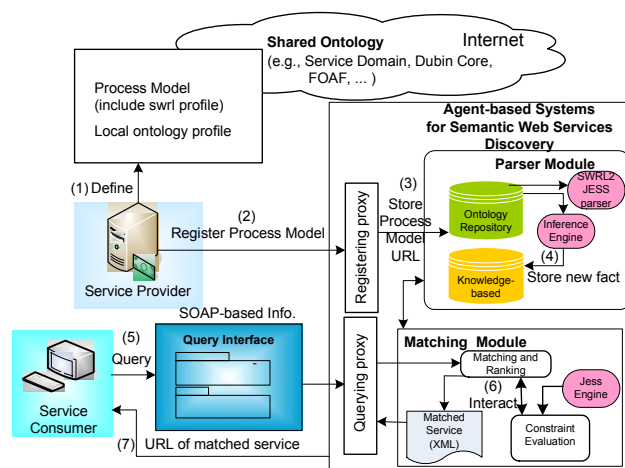 Internet
Shared Ontology
(e.g., Service Domain, Dubin Core,
FOAF, ... )
Process Model
(include swrl profile)
Local ontology profile
Agent-based Systems
for Semantic Web Services
Discovery
Parser Module
(1) Define
(2)
Register Process Model
Service Provider
Registering proxy
(3)
Store
Process
Model
URL
Ontology
Repository
SWRL2
JESS
parser
Inference
Engine
(4)
Store new fact
Knowledge-
based
SOAP-based Info.
(5)
Query
Query Interface
Service
Consumer
Querying proxy
Matching Module
Matching and
Ranking
(6)
Interact
Jess
Engine
Matched
Service
(XML)
Constraint
Evaluation
(7)
URL of matched service